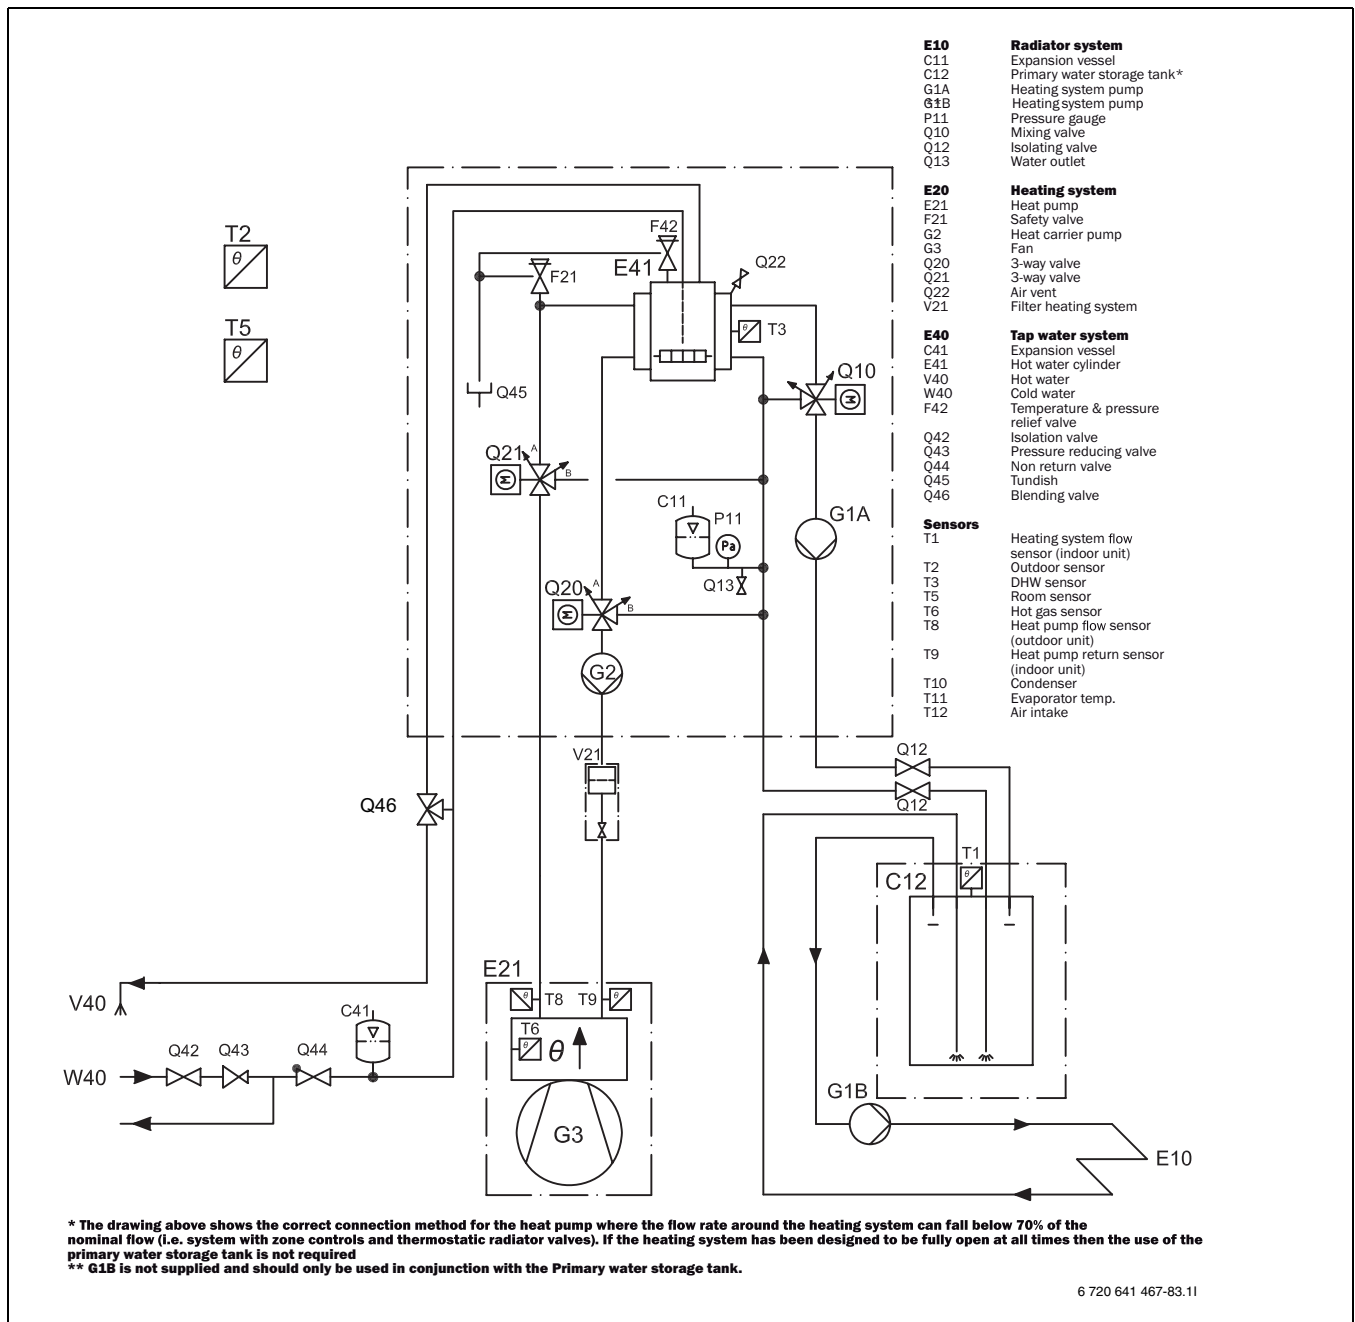 E10 Radiator system
C11 Expansion vessel
C12 Primary water storage tank*
G1A Heating system pump
G1B** Heating system pump
P11 Pressure gauge
Q10 Mixing valve
Q12 Isolating valve
Q13 Water outlet
E20 Heating system
E21 Heat pump
F21 Safety valve
G2 Heat carrier pump
G3 Fan
Q20 3-way valve
Q21 3-way valve
Q22 Air vent
V21 Filter heating system
E40 Tap water system
C41 Expansion vessel
E41 Hot water cylinder
V40 Hot water
W40 Cold water
F42 Temperature & pressure
relief valve
Q42 Isolation valve
Q43 Pressure reducing valve
Q44 Non return valve
Q45 Tundish
Q46 Blending valve
Sensors
T1 Heating system flow
sensor (indoor unit)
T2 Outdoor sensor
T3 DHW sensor
T5 Room sensor
T6 Hot gas sensor
T8 Heat pump flow sensor
(outdoor unit)
T9 Heat pump return sensor
(indoor unit)
T10 Condenser
T11 Evaporator temp.
T12 Air intake
T2
θ
T5
θ
F42
E41
F21
Q22
θ
T3
Q10
M
Q45
Q21
A
B
M
C11
P11
Pa
Q13
G1A
Q20
A
B
M
G2
V21
Q12
Q12
Q46
T1
θ
C12
E21
θ
T8
T9
θ
T6
θ
θ
G3
V40
C41
Q42
Q43
Q44
W40
G1B
E10
* The drawing above shows the correct connection method for the heat pump where the flow rate around the heating system can fall below 70% of the
nominal flow (i.e. system with zone controls and thermostatic radiator valves). If the heating system has been designed to be fully open at all times then the use of the
primary water storage tank is not required
** G1B is not supplied and should only be used in conjunction with the Primary water storage tank.
6 720 641 467-83.1I